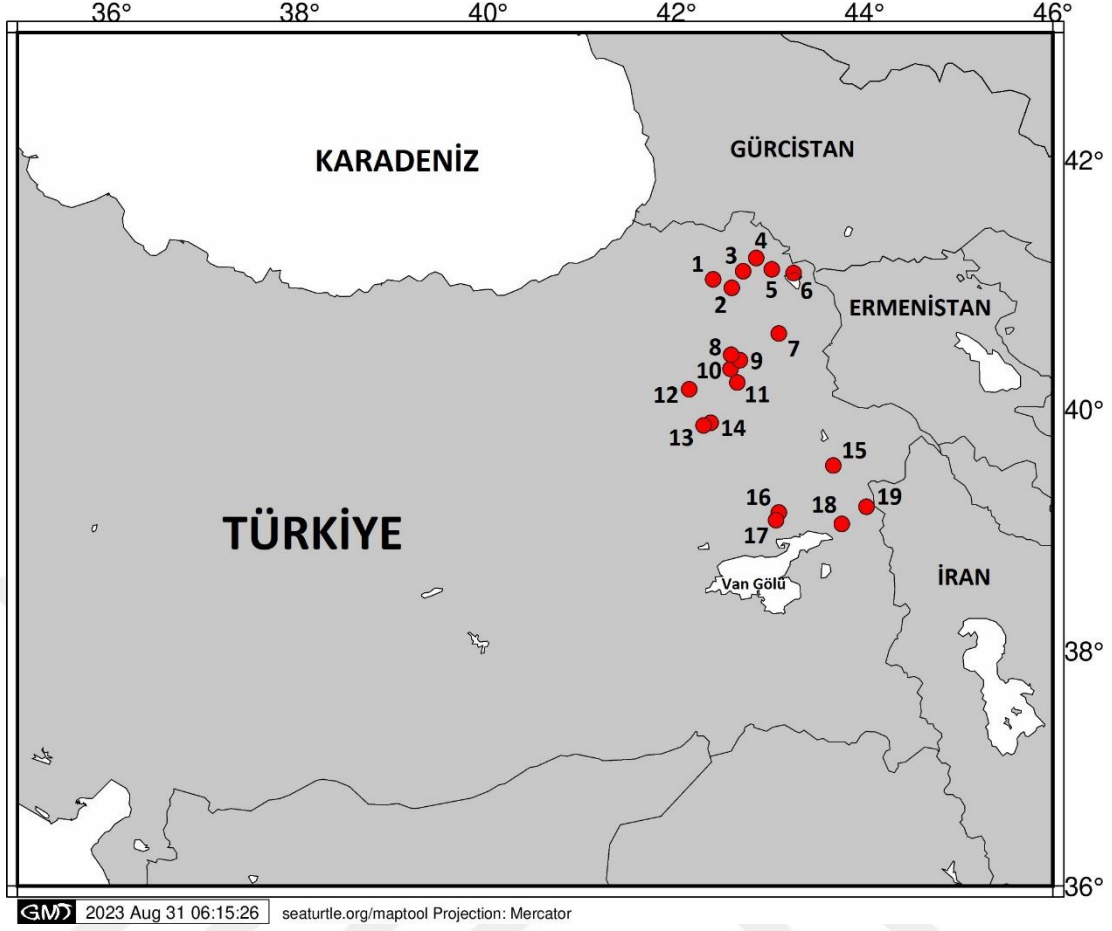 36° 38° 40° 42° 44° 46°
KARADENİZ
GÜRCİSTAN
42°
1
2
3
4
5
6
ERMENİSTAN
7
8
9
10
11
12
40°
13
14
15
16
17
18
19
TÜRKİYE
Van Gölü
İRAN
38°
36°
GMT 2023 Aug 31 06:15:26 seaturtle.org/maptool Projection: Mercator